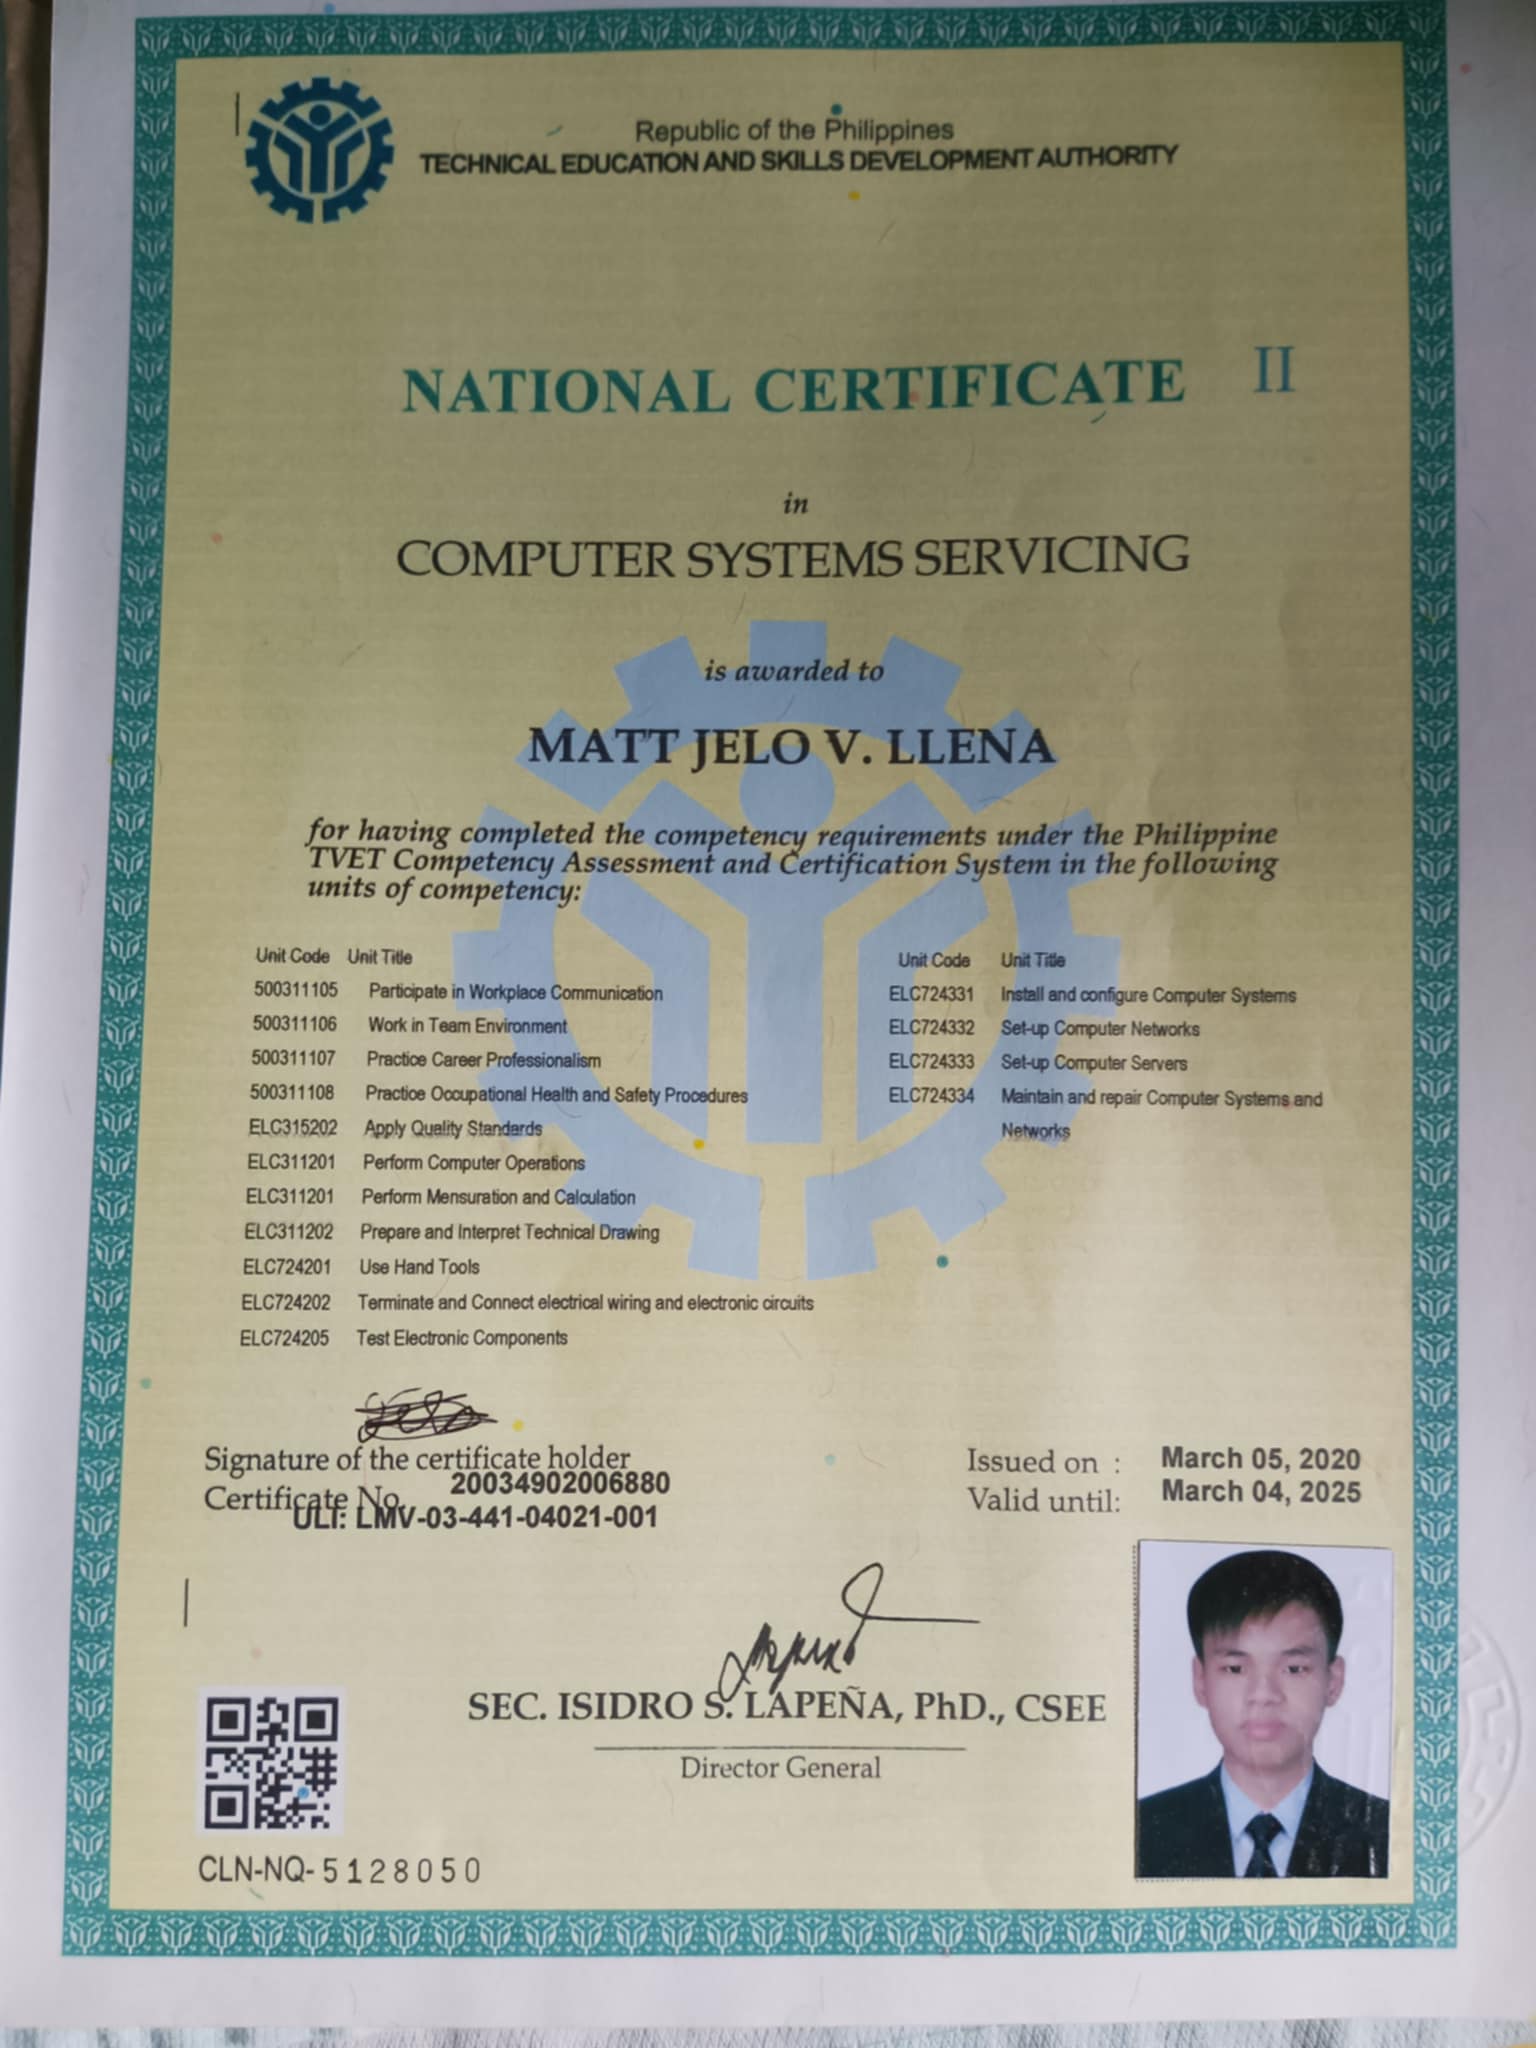 Republic of the Philippines
TECHNICAL EDUCATION AND SKILLS DEVELOPMENT AUTHORITY
NATIONAL CERTIFICATE II
in
COMPUTER SYSTEMS SERVICING
is awarded to
MATT JELO V. LLENA
for having completed the competency requirements under the Philippine
TVET Competency Assessment and Certification System in the following
units of competency:
Unit Code Unit Title
500311105 Participate in Workplace Communication
500311106 Work in Team Environment
500311107 Practice Career Professionalism
500311108 Practice Occupational Health and Safety Procedures
ELC315202 Apply Quality Standards
ELC311201 Perform Computer Operations
ELC311201 Perform Mensuration and Calculation
ELC311202 Prepare and Interpret Technical Drawing
ELC724201 Use Hand Tools
ELC724202 Terminate and Connect electrical wiring and electronic circuits
ELC724205 Test Electronic Components
Unit Code Unit Title
ELC724331 Install and configure Computer Systems
ELC724332 Set-up Computer Networks
ELC724333 Set-up Computer Servers
ELC724334 Maintain and repair Computer Systems and
Networks
Signature of the certificate holder
Certificate No. 20034902006880
ULI: LMV-03-441-04021-001
Issued on : March 05, 2020
Valid until: March 04, 2025
SEC. ISIDRO S. LAPEÑA, PhD., CSEE
Director General
CLN-NQ-5128050